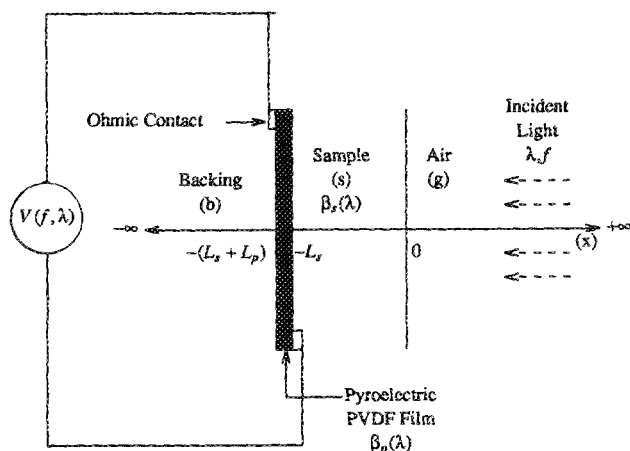 Ohmic Contact
Incident
Light
λ,f
Sample
(s)
βs(λ)
Air
(g)
Backing
(b)
V(f,λ)
−∞
−(Ls + Lp)
−Ls
0
(x)
+∞
Pyroelectric
PVDF Film
βp(λ)